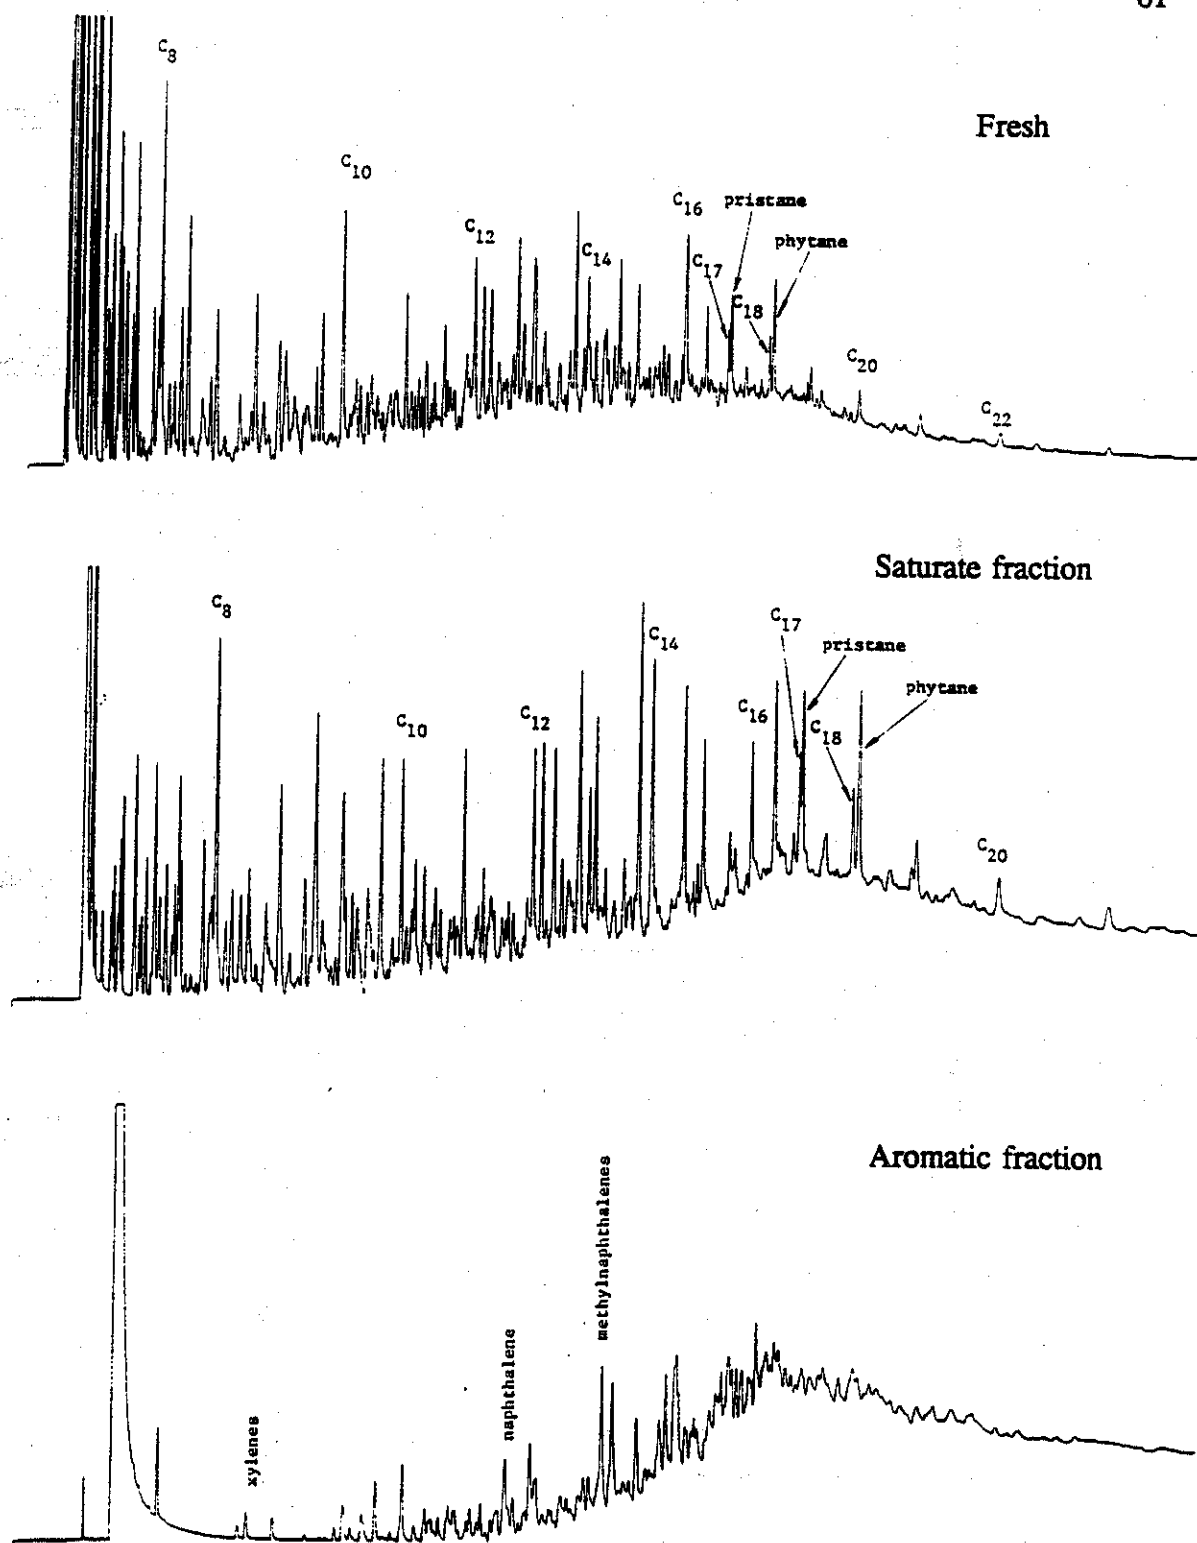 Fresh
C8
C10
C12
C14
C16
pristane
phytane
C17
C18
C20
C22
Saturate fraction
C8
C10
C12
C14
C16
C17
pristane
phytane
C18
C20
Aromatic fraction
xylenes
naphthalene
methylnaphthalenes